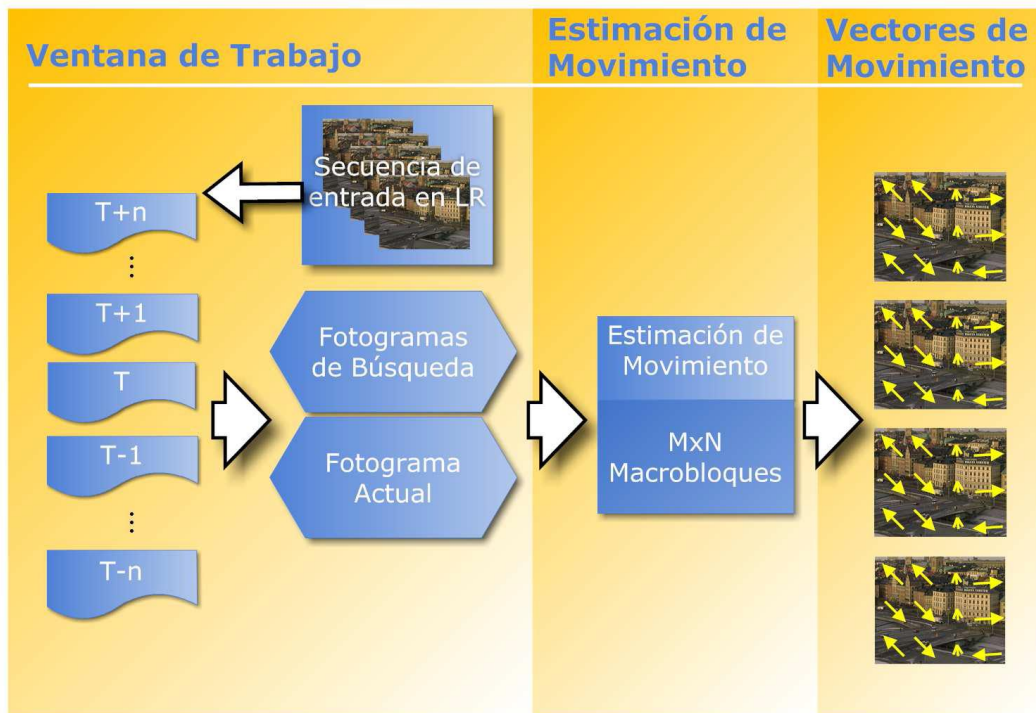 Ventana de Trabajo
Estimación de
Movimiento
Vectores de
Movimiento
Secuencia de
entrada en LR
T+n
⋮
T+1
T
T-1
⋮
T-n
Fotogramas
de Búsqueda
Fotograma
Actual
Estimación de
Movimiento
MxN
Macrobloques